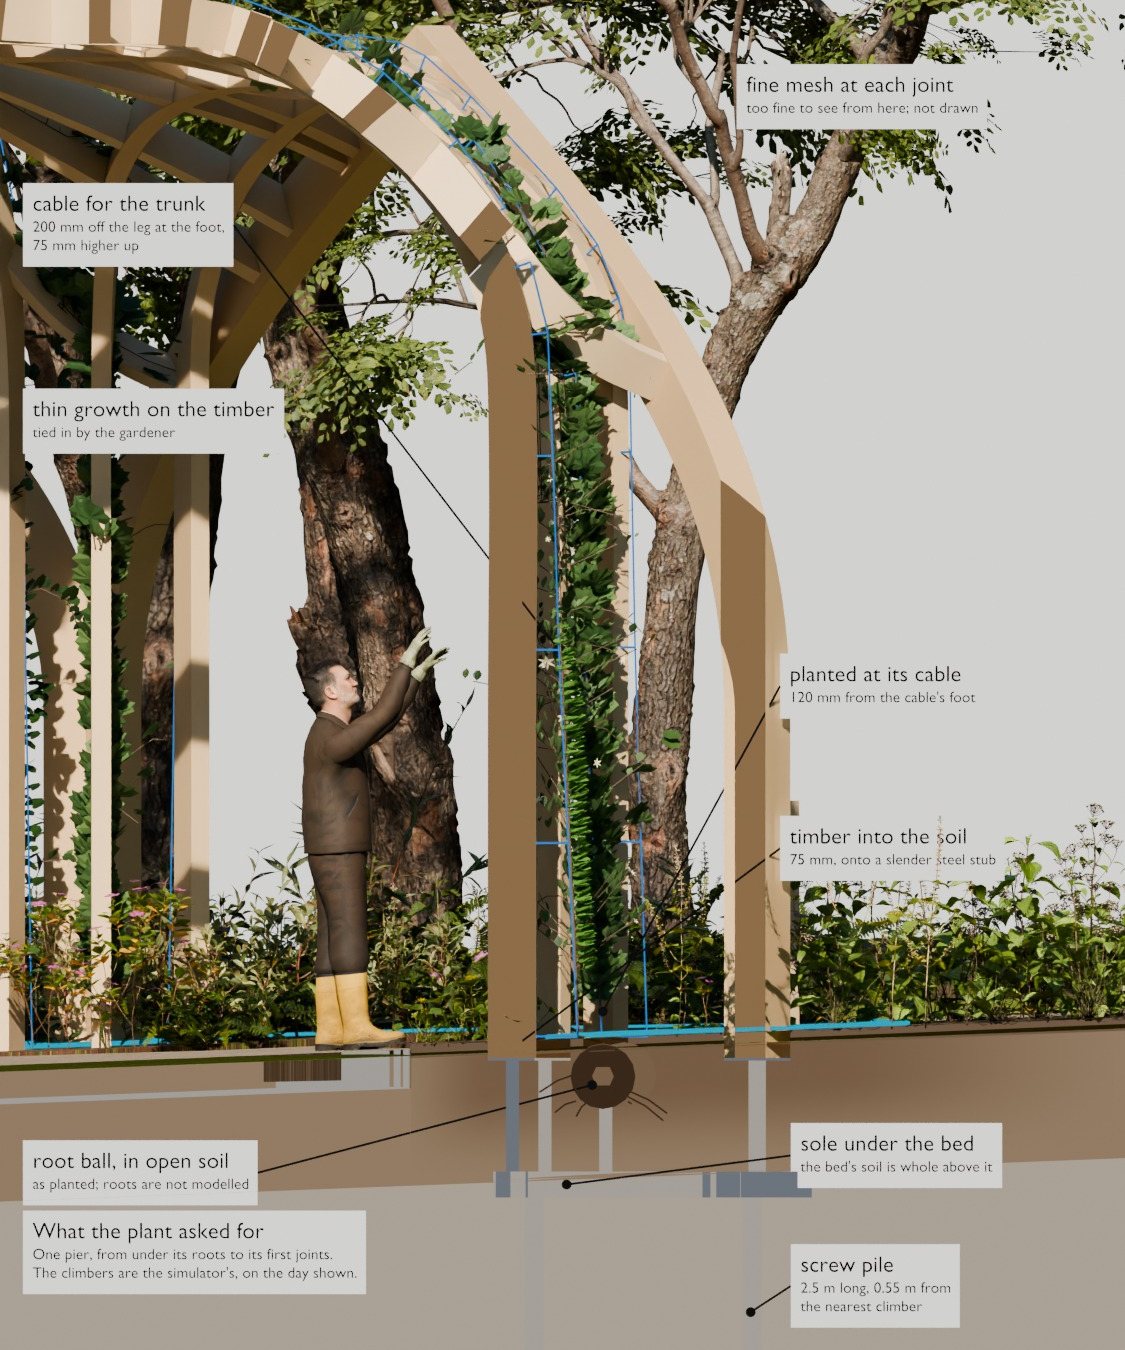 fine mesh at each joint
too fine to see from here; not drawn
cable for the trunk
200 mm off the leg at the foot,
75 mm higher up
thin growth on the timber
tied in by the gardener
planted at its cable
120 mm from the cable's foot
timber into the soil
75 mm, onto a slender steel stub
sole under the bed
the bed's soil is whole above it
root ball, in open soil
as planted; roots are not modelled
What the plant asked for
One pier, from under its roots to its first joints.
The climbers are the simulator's, on the day shown.
screw pile
2.5 m long, 0.55 m from
the nearest climber